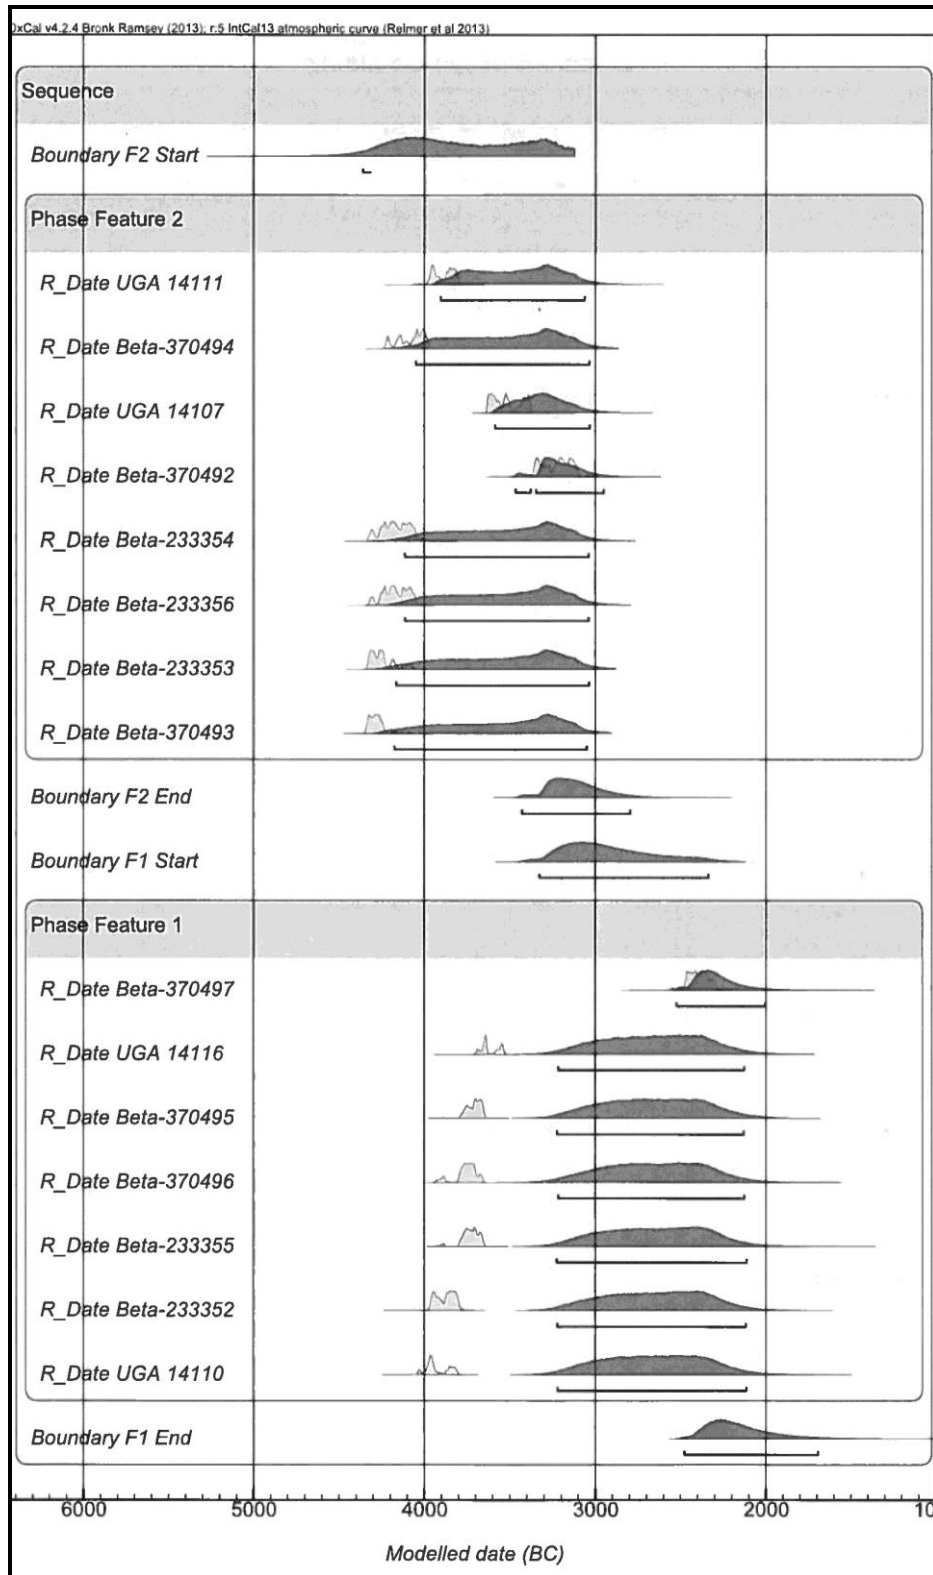 OxCal v4.2.4 Bronk Ramsey (2013); r:5 IntCal13 atmospheric curve (Reimer et al 2013)
Sequence
Boundary F2 Start
Phase Feature 2
R_Date UGA 14111
R_Date Beta-370494
R_Date UGA 14107
R_Date Beta-370492
R_Date Beta-233354
R_Date Beta-233356
R_Date Beta-233353
R_Date Beta-370493
Boundary F2 End
Boundary F1 Start
Phase Feature 1
R_Date Beta-370497
R_Date UGA 14116
R_Date Beta-370495
R_Date Beta-370496
R_Date Beta-233355
R_Date Beta-233352
R_Date UGA 14110
Boundary F1 End
6000 5000 4000 3000 2000 10
Modelled date (BC)